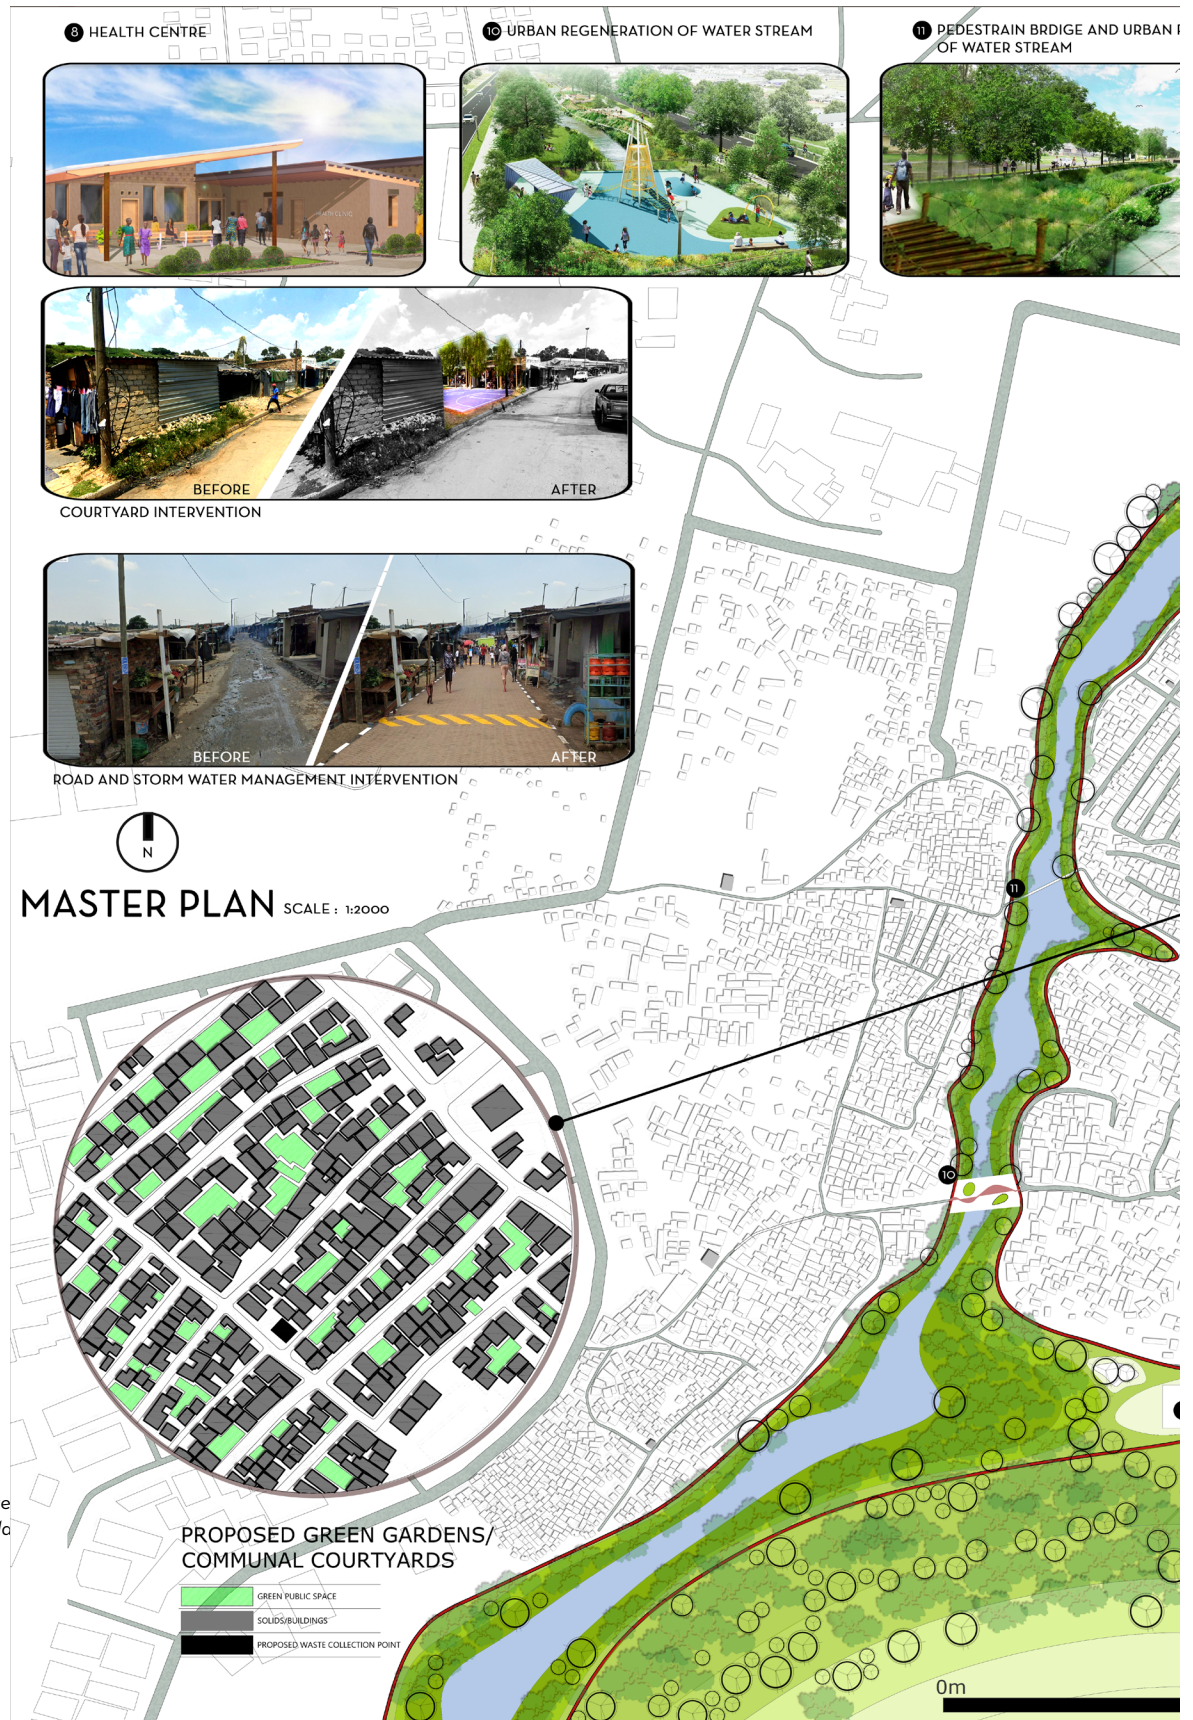 8 HEALTH CENTRE
10 URBAN REGENERATION OF WATER STREAM
11 PEDESTRAIN BRDIGE AND URBAN
OF WATER STREAM
HEALTH CLINIC
BEFORE
AFTER
COURTYARD INTERVENTION
BEFORE
AFTER
ROAD AND STORM WATER MANAGEMENT INTERVENTION
N
MASTER PLAN SCALE : 1:2000
11
10
PROPOSED GREEN GARDENS/
COMMUNAL COURTYARDS
GREEN PUBLIC SPACE
SOLIDS/BUILDINGS
PROPOSED WASTE COLLECTION POINT
0m